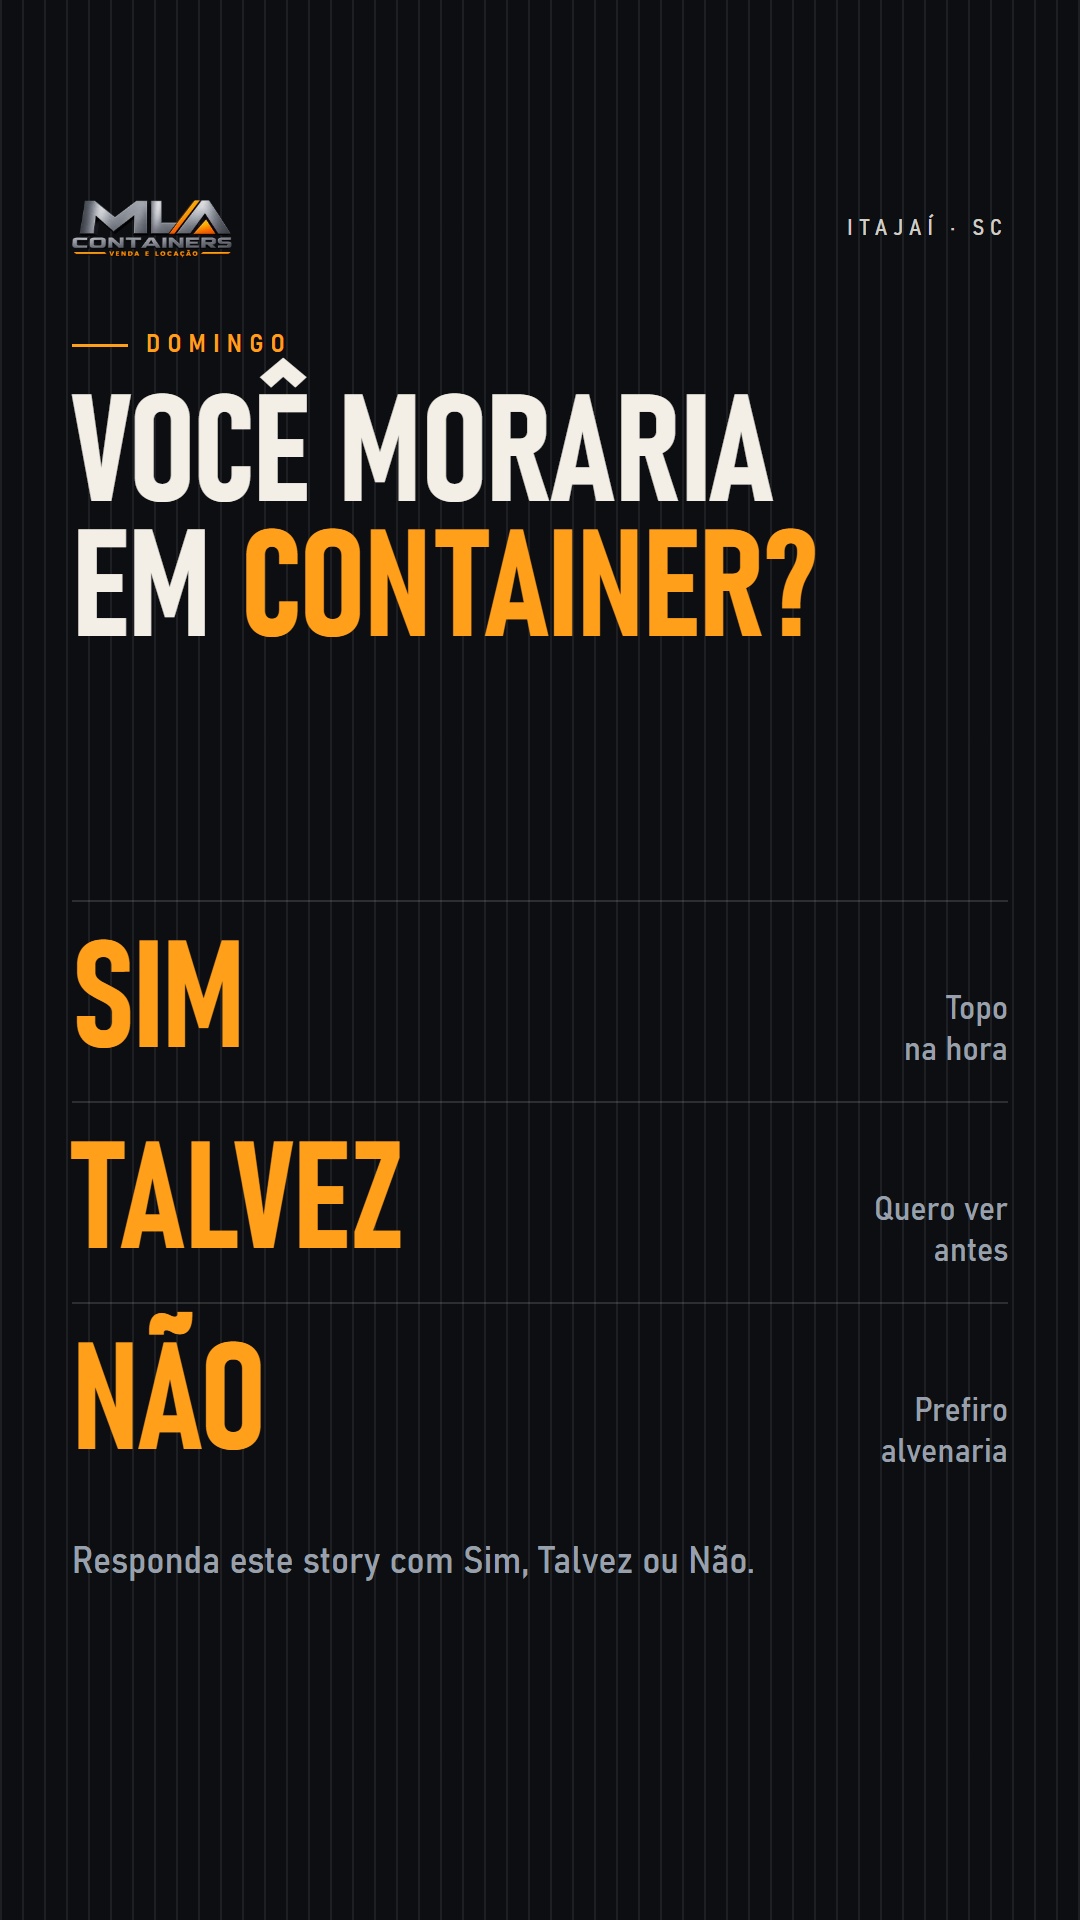 MLA
CONTAINERS
VENDA E LOCAÇÃO
ITAJAÍ · SC
DOMINGO
VOCÊ MORARIA
EM CONTAINER?
SIM
Topo
na hora
TALVEZ
Quero ver
antes
NÃO
Prefiro
alvenaria
Responda este story com Sim, Talvez ou Não.